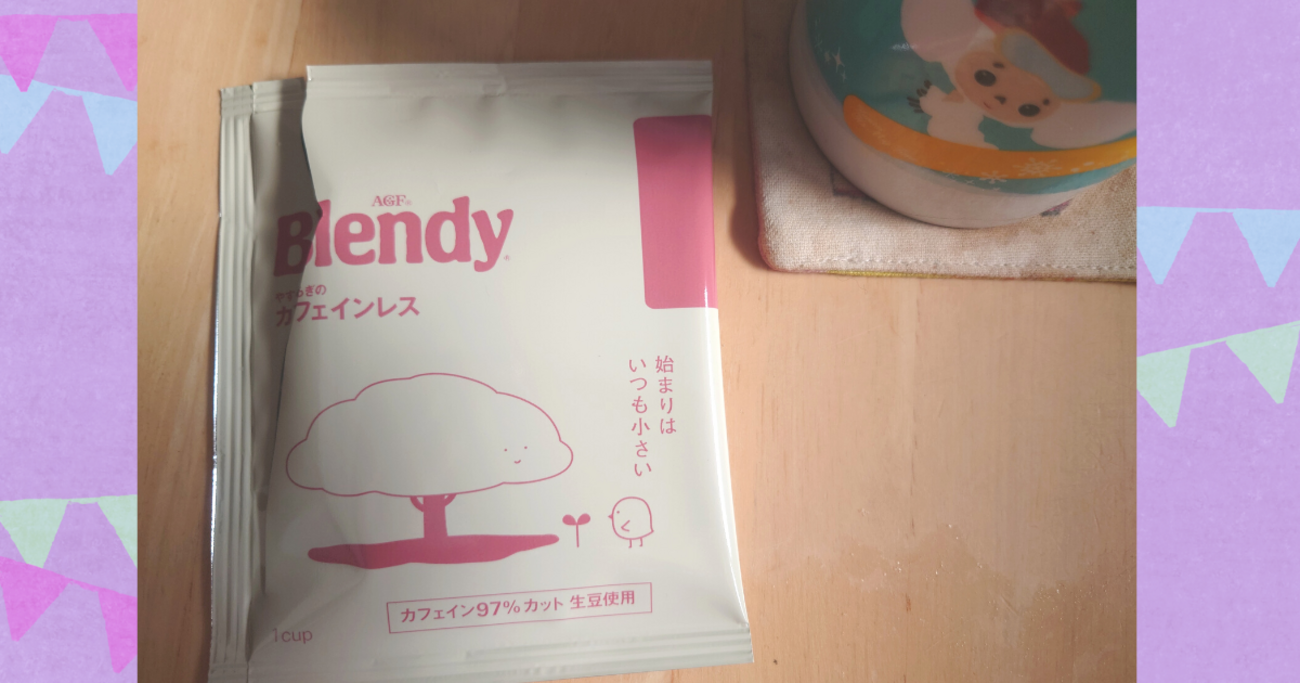 AGF®
Blendy®
やすらぎの
カフェインレス
始まりは
いつも小さい
カフェイン97%カット 生豆使用
1cup